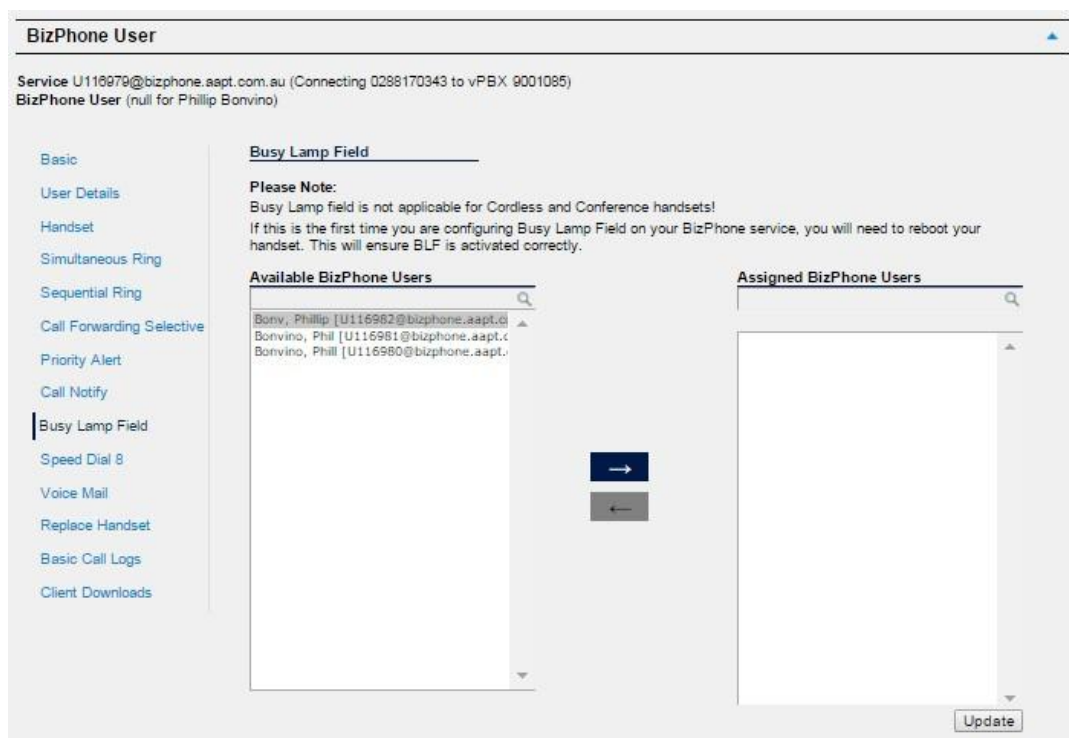 BizPhone User
Service U116979@bizphone.aapt.com.au (Connecting 0288170343 to vPBX 9001085)
BizPhone User (null for Phillip Bonvino)
Basic
User Details
Handset
Simultaneous Ring
Sequential Ring
Call Forwarding Selective
Priority Alert
Call Notify
Busy Lamp Field
Speed Dial 8
Voice Mail
Replace Handset
Basic Call Logs
Client Downloads
Busy Lamp Field
Please Note:
Busy Lamp field is not applicable for Cordless and Conference handsets!
If this is the first time you are configuring Busy Lamp Field on your BizPhone service, you will need to reboot your
handset. This will ensure BLF is activated correctly.
Available BizPhone Users
Bonv, Phillip [U116982@bizphone.aapt.c
Bonvino, Phil [U116981@bizphone.aapt.c
Bonvino, Phill [U116980@bizphone.aapt.
→
←
Assigned BizPhone Users
Update